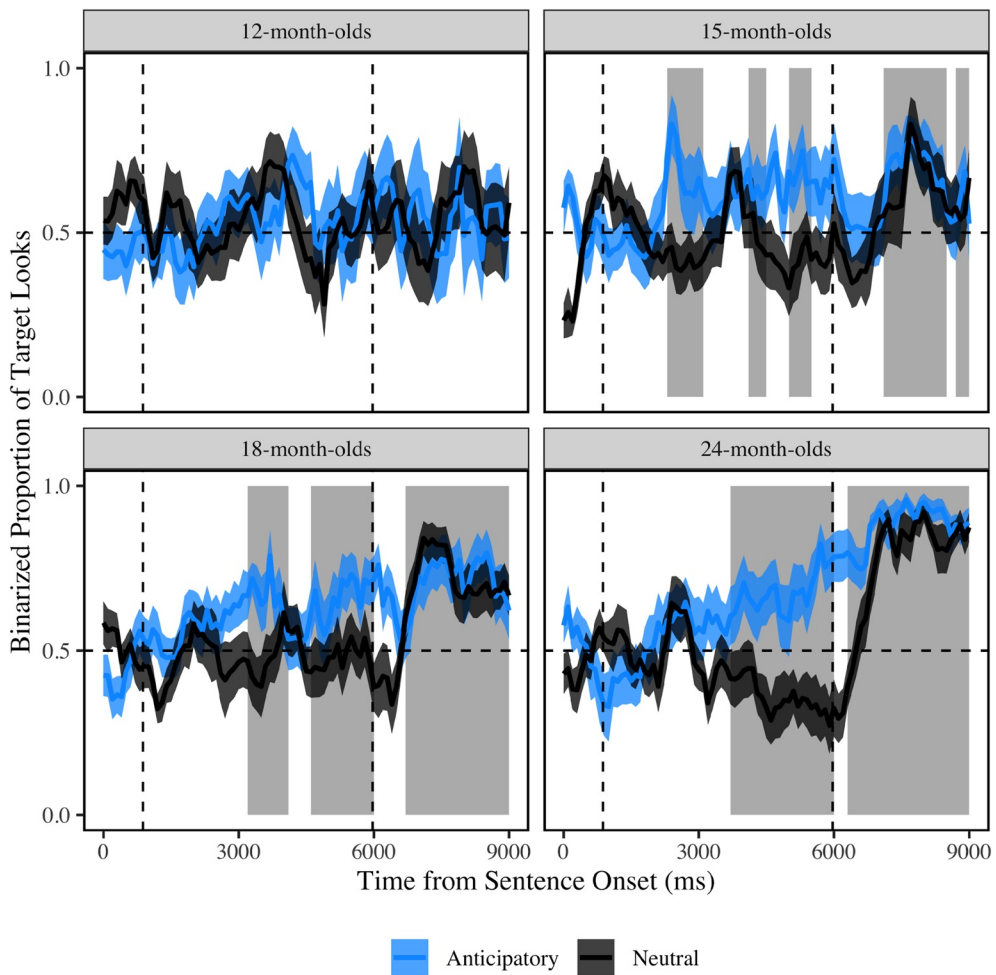 12-month-olds
15-month-olds
1.0
0.5
0.0
18-month-olds
24-month-olds
1.0
0.5
0.0
0
3000
6000
9000
0
3000
6000
9000
Binarized Proportion of Target Looks
Time from Sentence Onset (ms)
Anticipatory
Neutral